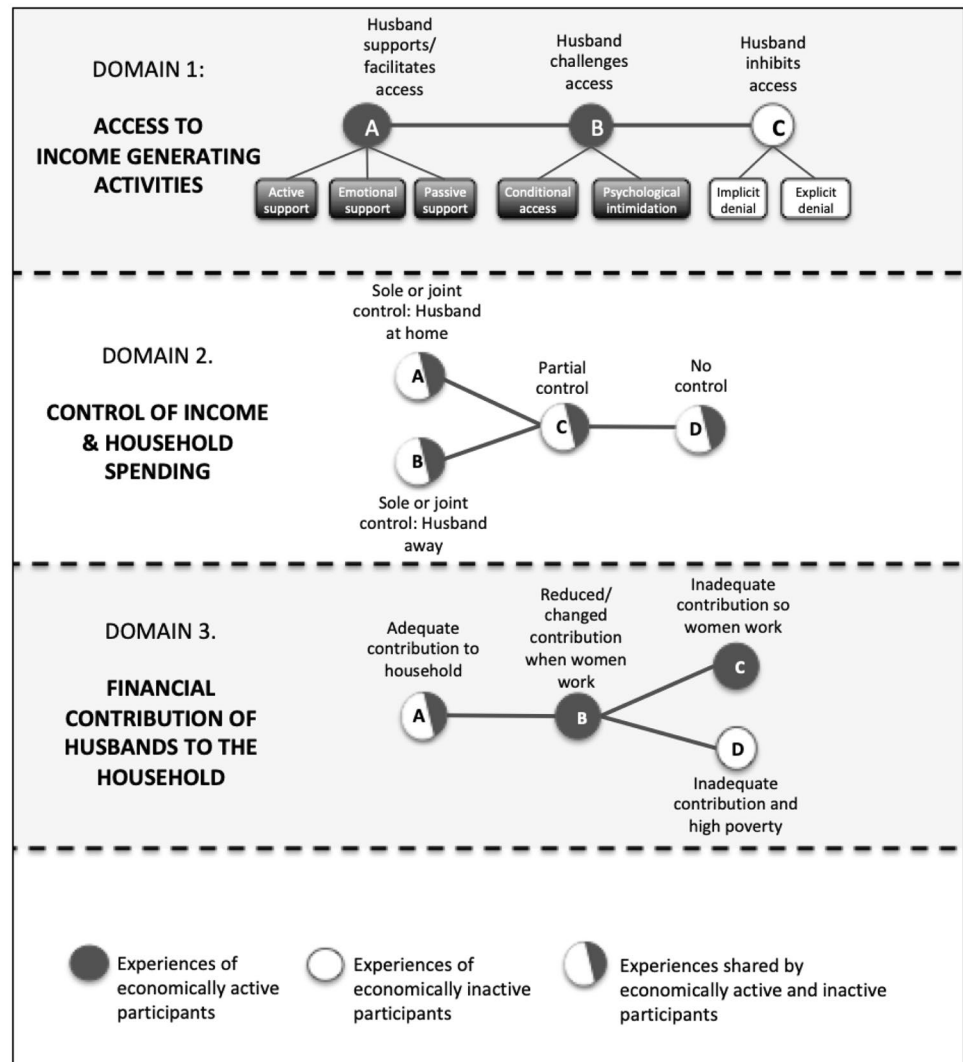 DOMAIN 1:
ACCESS TO
INCOME GENERATING
ACTIVITIES
Husband
supports/
facilitates
access
Husband
challenges
access
Husband
inhibits
access
A
B
C
Active
support
Emotional
support
Passive
support
Conditional
access
Psychological
intimidation
Implicit
denial
Explicit
denial
DOMAIN 2.
CONTROL OF INCOME
& HOUSEHOLD
SPENDING
Sole or joint
control: Husband
at home
A
B
Sole or joint
control: Husband
away
Partial
control
C
No
control
D
DOMAIN 3.
FINANCIAL
CONTRIBUTION OF
HUSBANDS TO THE
HOUSEHOLD
Adequate
contribution to
household
A
Reduced/
changed
contribution
when women
work
B
Inadequate
contribution so
women work
C
D
Inadequate
contribution and
high poverty
Experiences of
economically active
participants
Experiences of
economically inactive
participants
Experiences shared by
economically active and inactive
participants